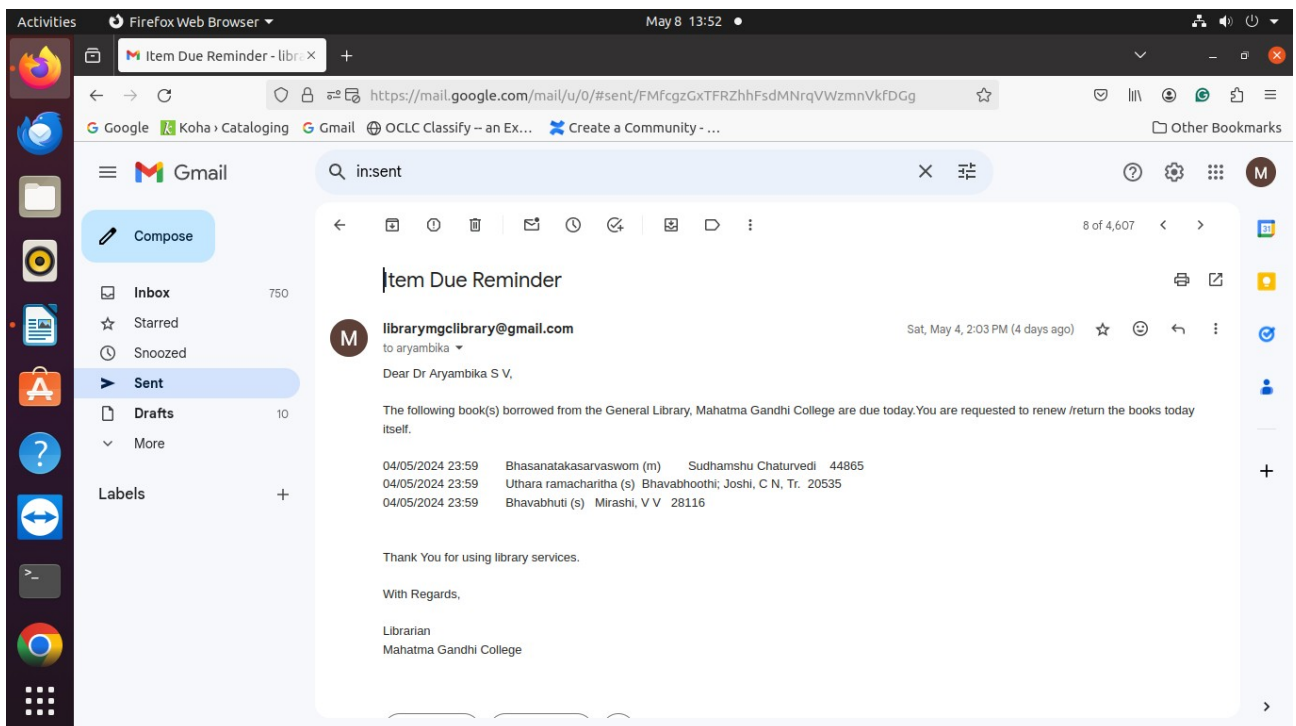 Activities
Firefox Web Browser
May 8 13:52
Item Due Reminder - libra
https://mail.google.com/mail/u/0/#sent/FMfcgzGxTFRZhhFsdMNrqVWzmnVkfDGg
Google
Koha › Cataloging
Gmail
OCLC Classify -- an Ex...
Create a Community - ...
Other Bookmarks
Gmail
in:sent
M
Compose
8 of 4,607
31
Item Due Reminder
Inbox 750
Starred
Snoozed
Sent
Drafts 10
More
Labels
M
librarymgclibrary@gmail.com
Sat, May 4, 2:03 PM (4 days ago)
to aryambika
Dear Dr Aryambika S V,
The following book(s) borrowed from the General Library, Mahatma Gandhi College are due today.You are requested to renew /return the books today
itself.
04/05/2024 23:59 Bhasanatakasarvaswom (m) Sudhamshu Chaturvedi 44865
04/05/2024 23:59 Uthara ramacharitha (s) Bhavabhoothi; Joshi, C N, Tr. 20535
04/05/2024 23:59 Bhavabhuti (s) Mirashi, V V 28116
Thank You for using library services.
With Regards,
Librarian
Mahatma Gandhi College